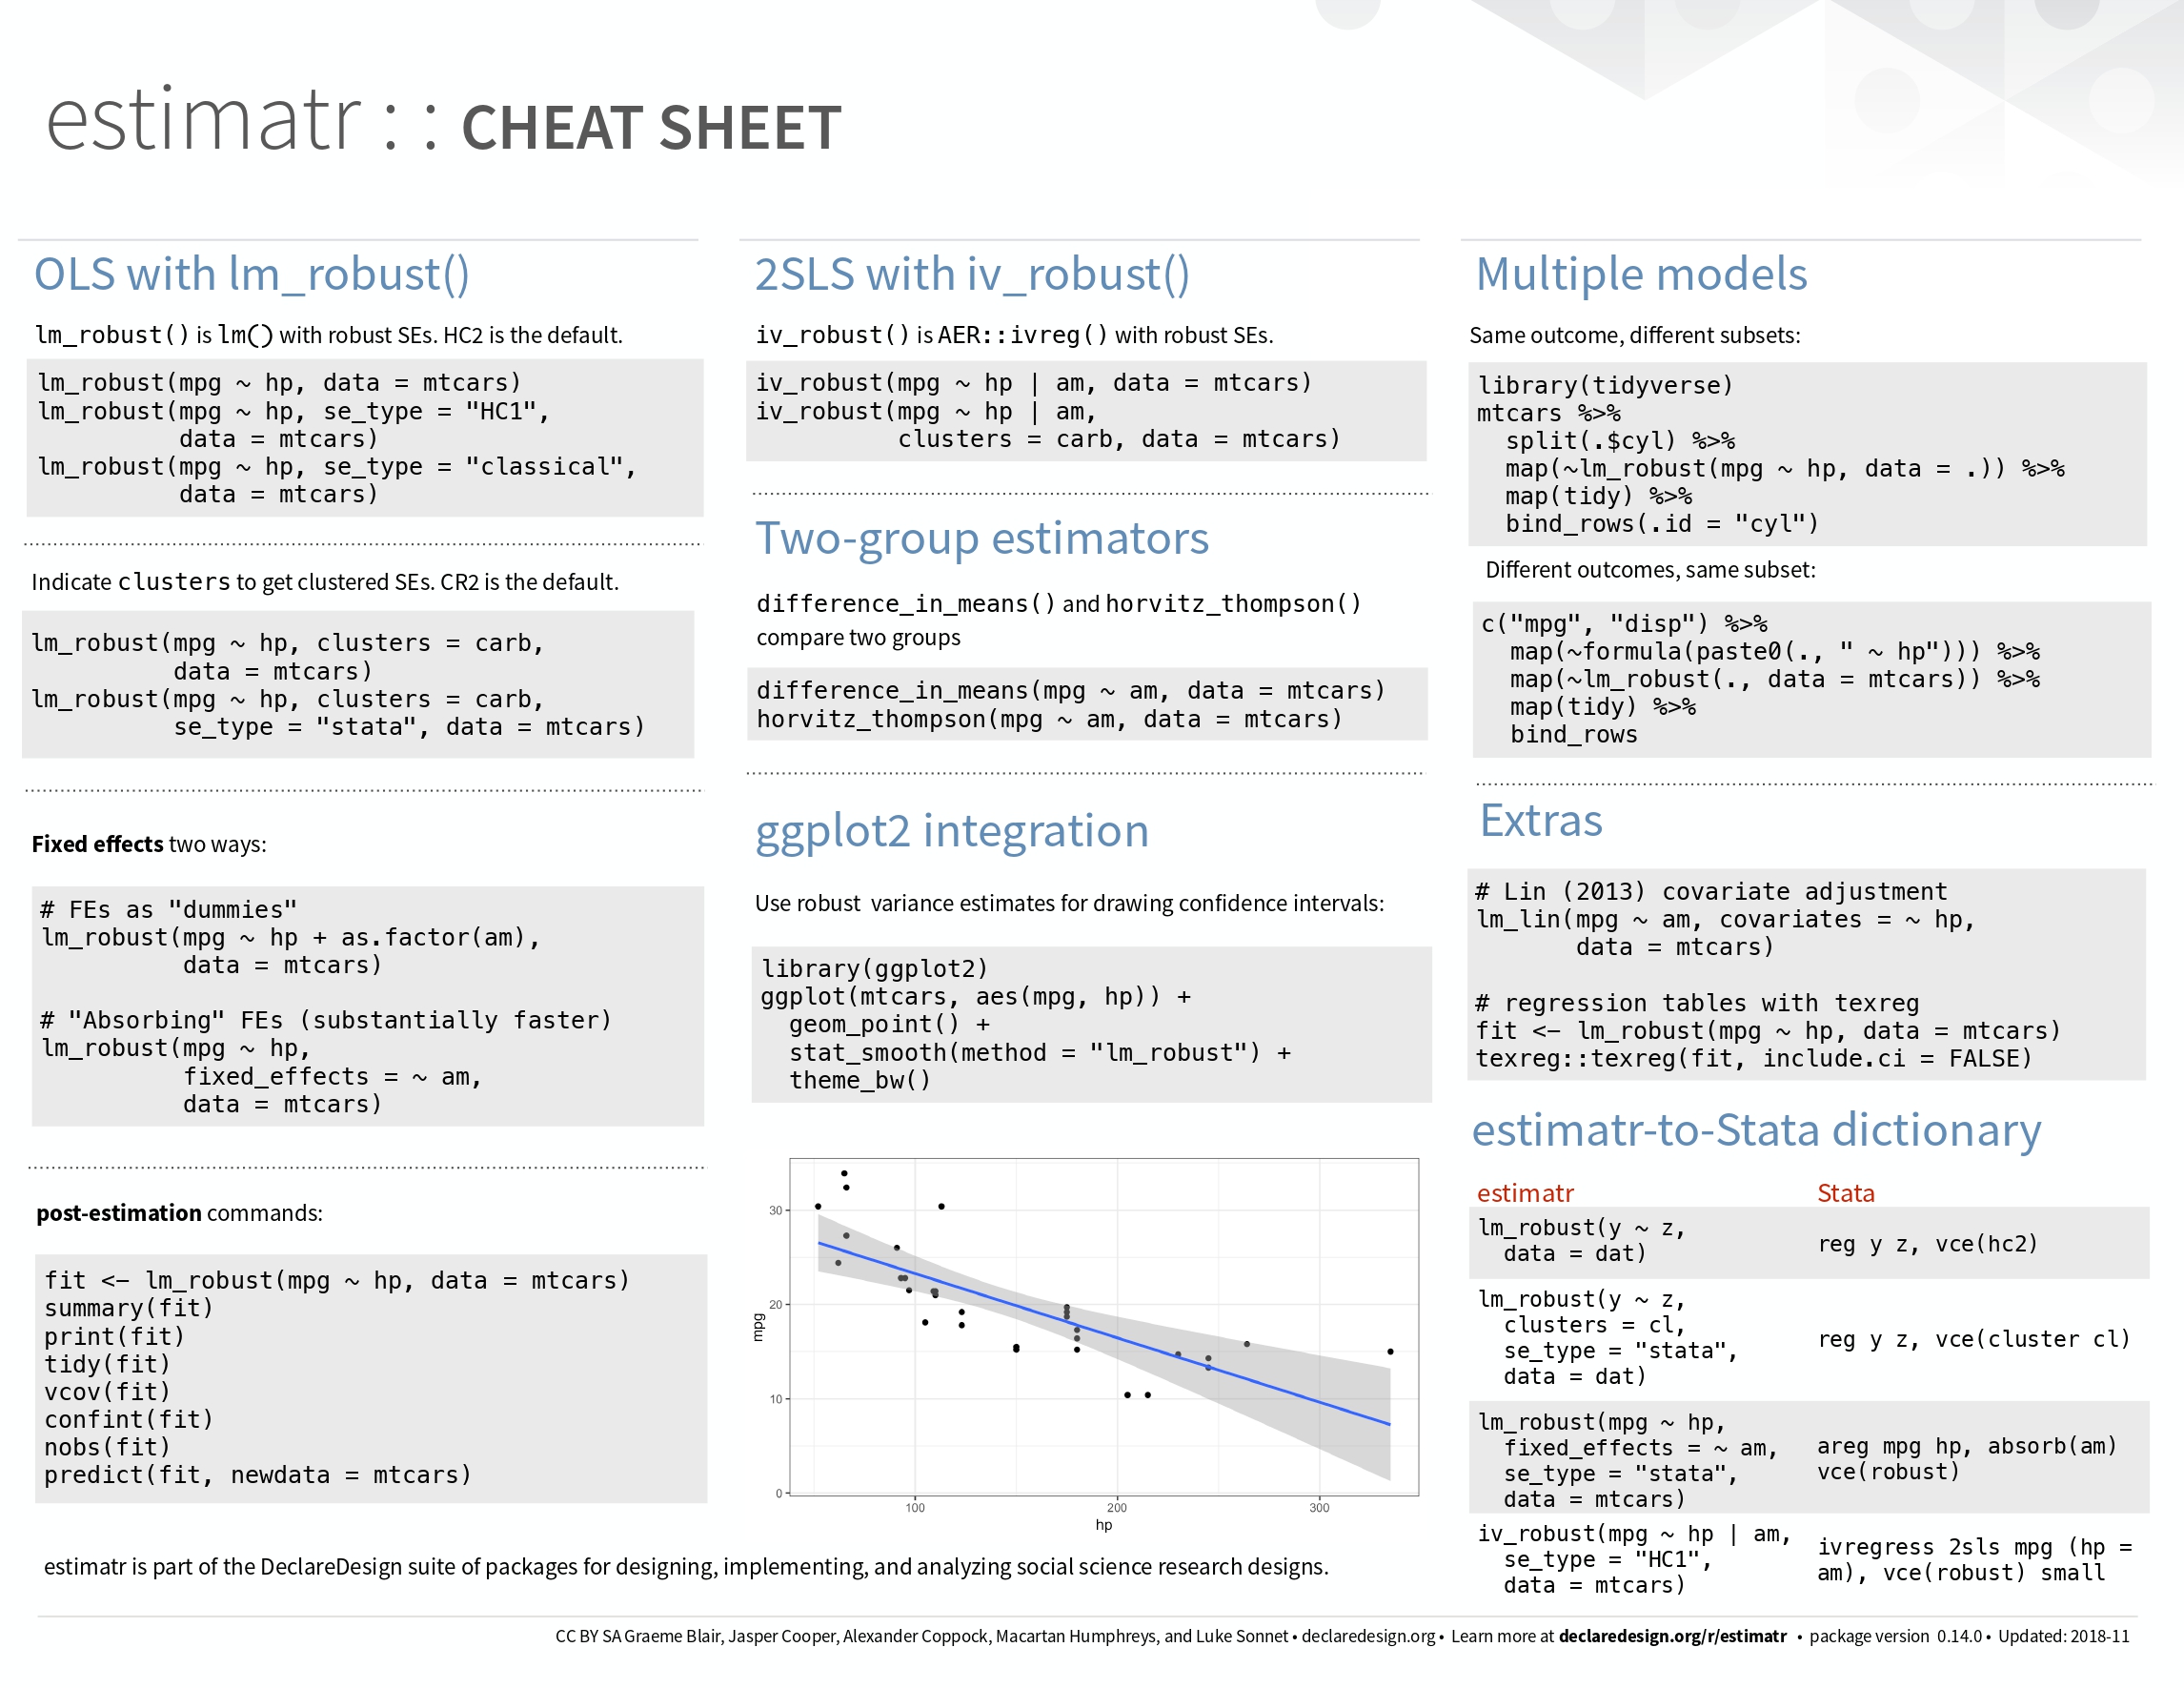 estimatr : : CHEAT SHEET
OLS with lm_robust()
lm_robust() is lm() with robust SEs. HC2 is the default.
lm_robust(mpg ~ hp, data = mtcars)
lm_robust(mpg ~ hp, se_type = "HC1",
          data = mtcars)
lm_robust(mpg ~ hp, se_type = "classical",
          data = mtcars)
Indicate clusters to get clustered SEs. CR2 is the default.
lm_robust(mpg ~ hp, clusters = carb,
          data = mtcars)
lm_robust(mpg ~ hp, clusters = carb,
          se_type = "stata", data = mtcars)
Fixed effects two ways:
# FEs as "dummies"
lm_robust(mpg ~ hp + as.factor(am),
          data = mtcars)
# "Absorbing" FEs (substantially faster)
lm_robust(mpg ~ hp,
          fixed_effects = ~ am,
          data = mtcars)
post-estimation commands:
fit <- lm_robust(mpg ~ hp, data = mtcars)
summary(fit)
print(fit)
tidy(fit)
vcov(fit)
confint(fit)
nobs(fit)
predict(fit, newdata = mtcars)
2SLS with iv_robust()
iv_robust() is AER::ivreg() with robust SEs.
iv_robust(mpg ~ hp | am, data = mtcars)
iv_robust(mpg ~ hp | am,
          clusters = carb, data = mtcars)
Two-group estimators
difference_in_means() and horvitz_thompson()
compare two groups
difference_in_means(mpg ~ am, data = mtcars)
horvitz_thompson(mpg ~ am, data = mtcars)
ggplot2 integration
Use robust  variance estimates for drawing confidence intervals:
library(ggplot2)
ggplot(mtcars, aes(mpg, hp)) +
  geom_point() +
  stat_smooth(method = "lm_robust") +
  theme_bw()
30
20
10
0
mpg
100 200 300
hp
Multiple models
Same outcome, different subsets:
library(tidyverse)
mtcars %>%
  split(.$cyl) %>%
  map(~lm_robust(mpg ~ hp, data = .)) %>%
  map(tidy) %>%
  bind_rows(.id = "cyl")
Different outcomes, same subset:
c("mpg", "disp") %>%
  map(~formula(paste0(., " ~ hp"))) %>%
  map(~lm_robust(., data = mtcars)) %>%
  map(tidy) %>%
  bind_rows
Extras
# Lin (2013) covariate adjustment
lm_lin(mpg ~ am, covariates = ~ hp,
       data = mtcars)
# regression tables with texreg
fit <- lm_robust(mpg ~ hp, data = mtcars)
texreg::texreg(fit, include.ci = FALSE)
estimatr-to-Stata dictionary
estimatr Stata
lm_robust(y ~ z,
  data = dat)
reg y z, vce(hc2)
lm_robust(y ~ z,
  clusters = cl,
  se_type = "stata",
  data = dat)
reg y z, vce(cluster cl)
lm_robust(mpg ~ hp,
  fixed_effects = ~ am,
  se_type = "stata",
  data = mtcars)
areg mpg hp, absorb(am)
vce(robust)
iv_robust(mpg ~ hp | am,
  se_type = "HC1",
  data = mtcars)
ivregress 2sls mpg (hp =
am), vce(robust) small
estimatr is part of the DeclareDesign suite of packages for designing, implementing, and analyzing social science research designs.
CC BY SA Graeme Blair, Jasper Cooper, Alexander Coppock, Macartan Humphreys, and Luke Sonnet • declaredesign.org • Learn more at declaredesign.org/r/estimatr • package version 0.14.0 • Updated: 2018-11